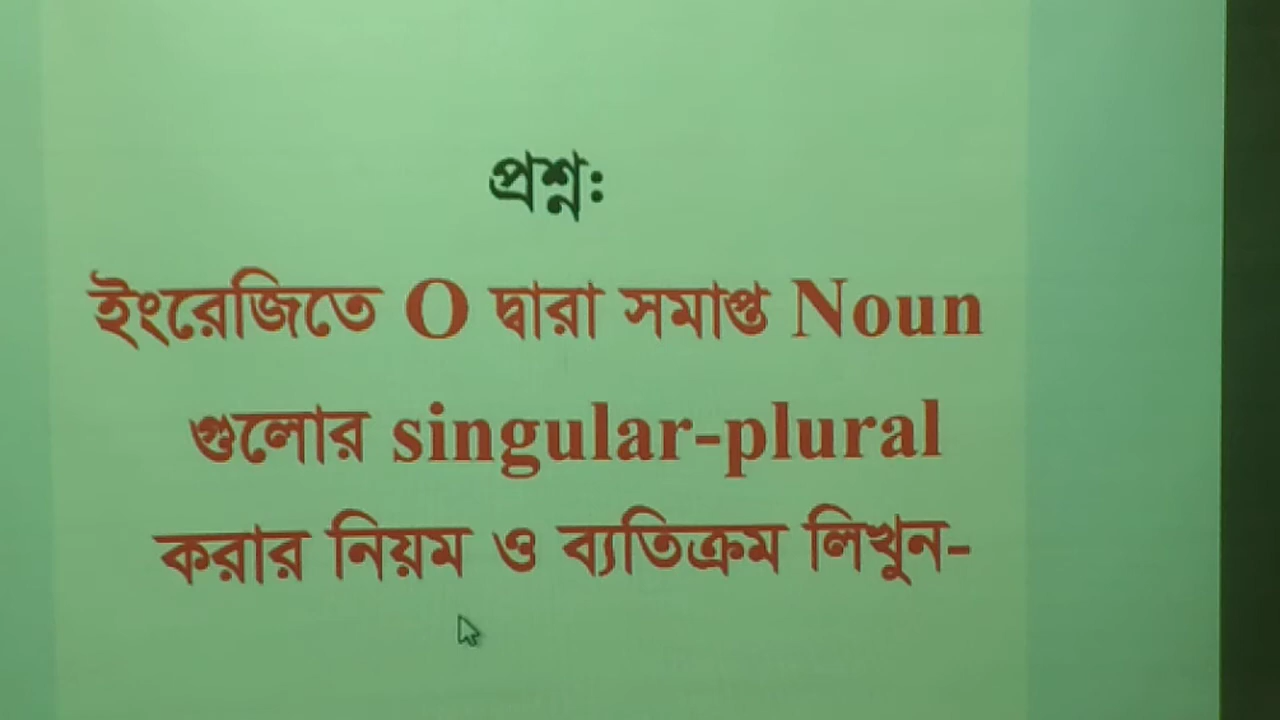 প্রশ্নঃ
ইংরেজিতে O দ্বারা সমাপ্ত Noun
গুলোর singular-plural
করার নিয়ম ও ব্যতিক্রম লিখুন-